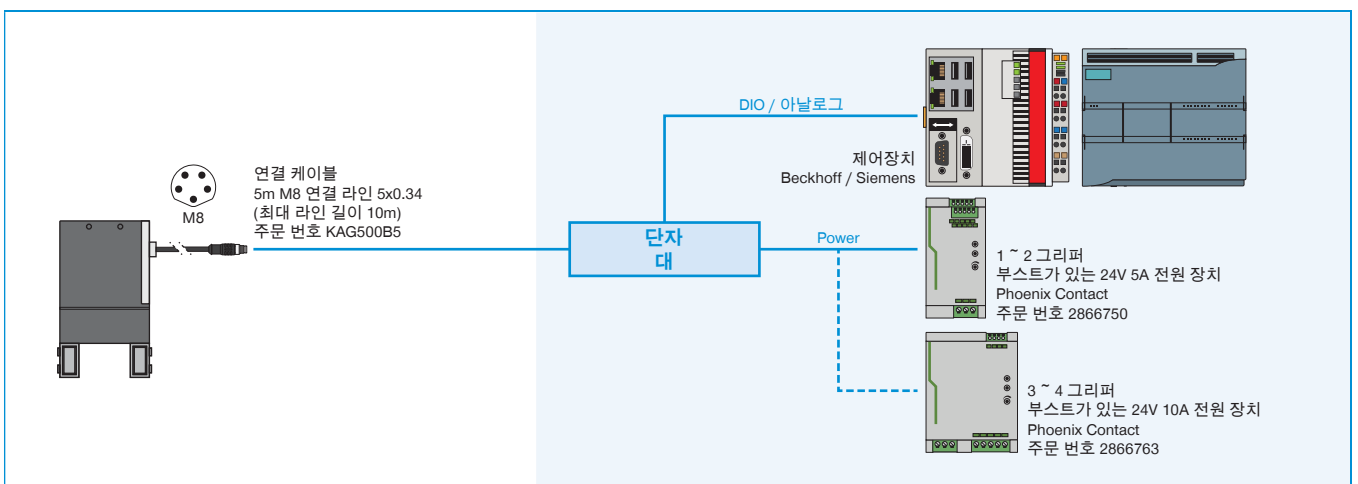 M8
연결 케이블
5m M8 연결 라인 5x0.34
(최대 라인 길이 10m)
주문 번호 KAG500B5
단자
대
DIO / 아날로그
제어장치
Beckhoff / Siemens
Power
1 ~ 2 그리퍼
부스트가 있는 24V 5A 전원 장치
Phoenix Contact
주문 번호 2866750
3 ~ 4 그리퍼
부스트가 있는 24V 10A 전원 장치
Phoenix Contact
주문 번호 2866763